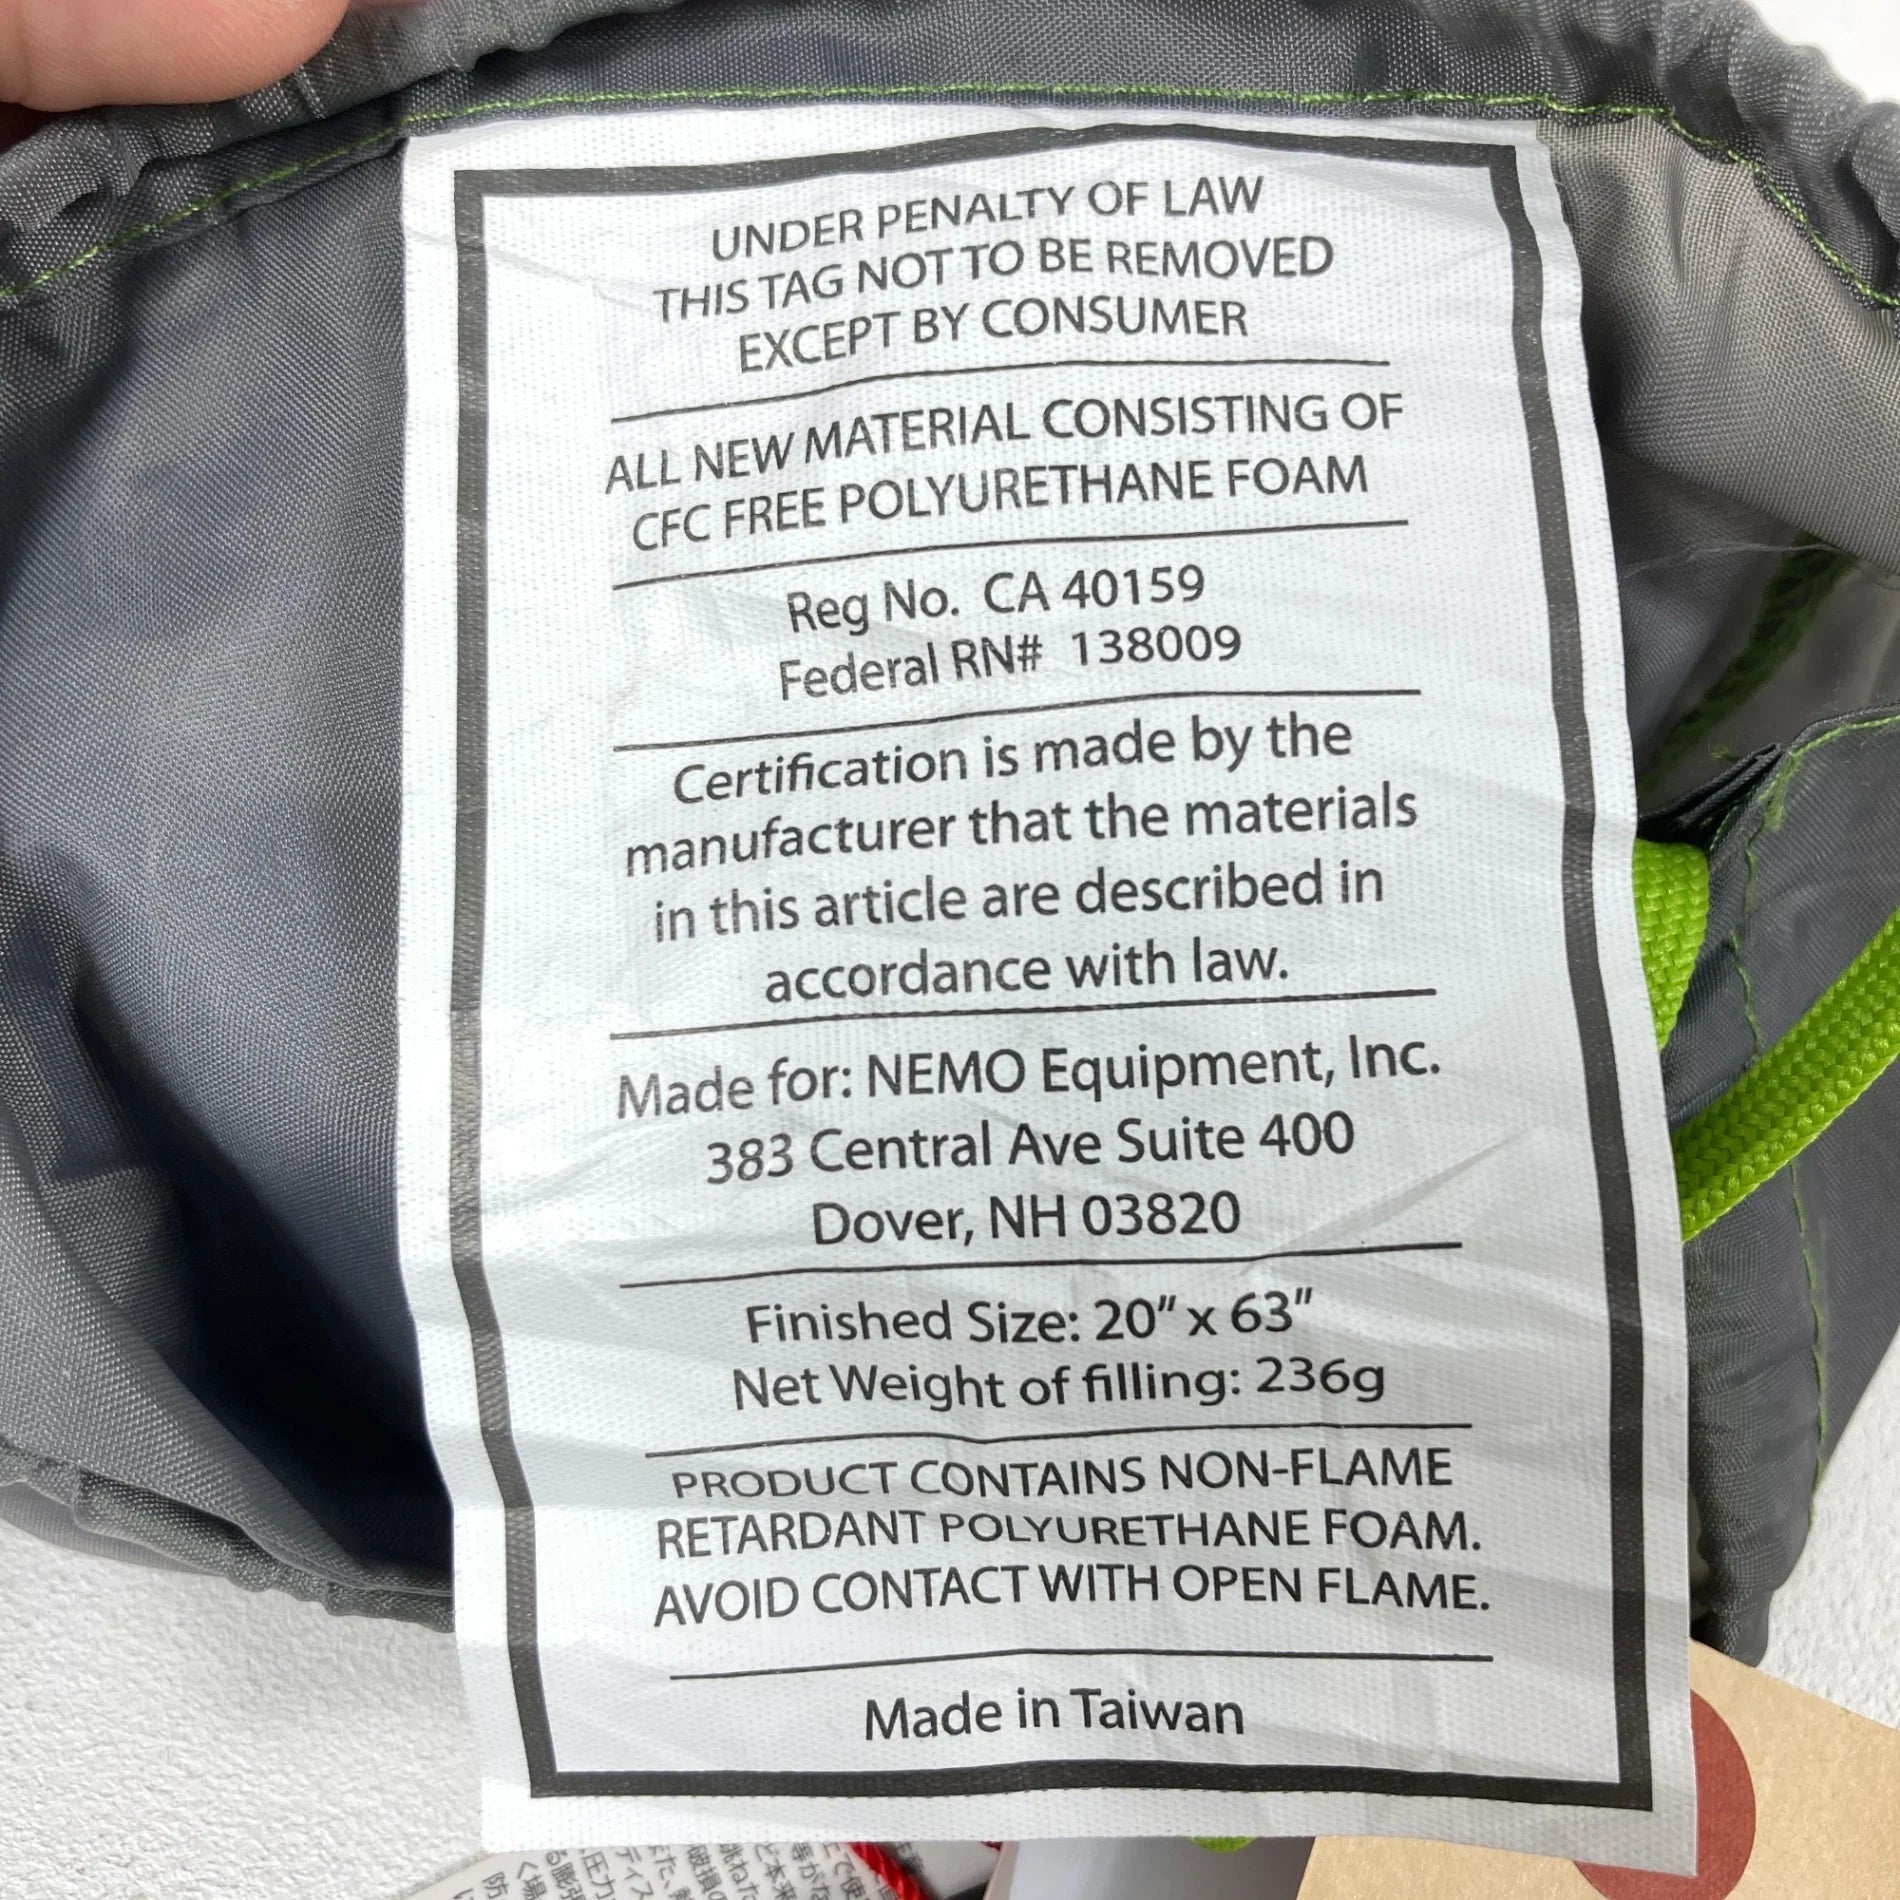 UNDER PENALTY OF LAW
THIS TAG NOT TO BE REMOVED
EXCEPT BY CONSUMER
ALL NEW MATERIAL CONSISTING OF
CFC FREE POLYURETHANE FOAM
Reg No. CA 40159
Federal RN# 138009
Certification is made by the
manufacturer that the materials
in this article are described in
accordance with law.
Made for: NEMO Equipment, Inc.
383 Central Ave Suite 400
Dover, NH 03820
Finished Size: 20" x 63"
Net Weight of filling: 236g
PRODUCT CONTAINS NON-FLAME
RETARDANT POLYURETHANE FOAM.
AVOID CONTACT WITH OPEN FLAME.
Made in Taiwan